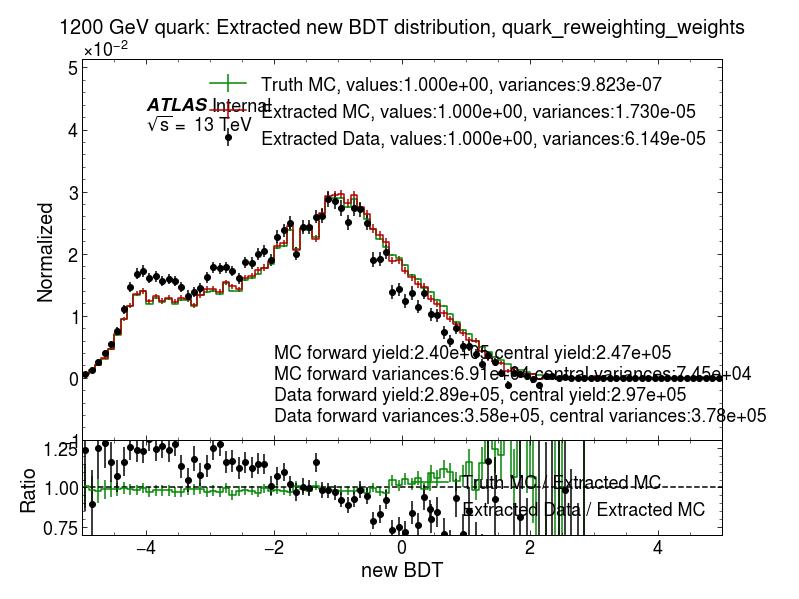 1200 GeV quark: Extracted new BDT distribution, quark_reweighting_weights
×10⁻²
Truth MC, values:1.000e+00, variances:9.823e-07
ATLAS Internal
Extracted MC, values:1.000e+00, variances:1.730e-05
√s = 13 TeV
Extracted Data, values:1.000e+00, variances:6.149e-05
5
4
3
2
1
0
Normalized
MC forward yield:2.40e+05, central yield:2.47e+05
MC forward variances:6.91e+04, central variances:7.45e+04
Data forward yield:2.89e+05, central yield:2.97e+05
Data forward variances:3.58e+05, central variances:3.78e+05
1.25
1.00
0.75
Ratio
Truth MC / Extracted MC
Extracted Data / Extracted MC
−4 −2 0 2 4
new BDT